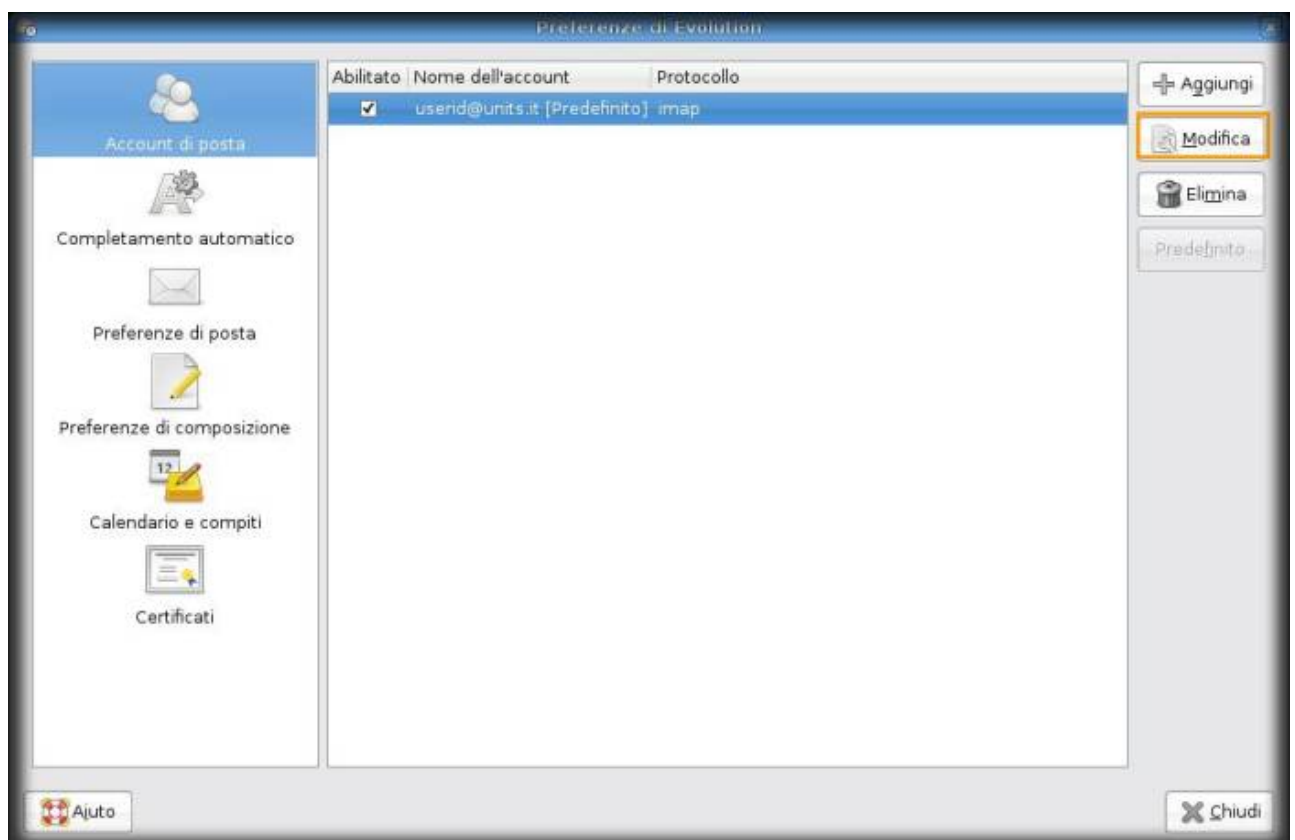 Preferenze di Evolution
Account di posta
Completamento automatico
Preferenze di posta
12
Preferenze di composizione
Calendario e compiti
Certificati
Abilitato Nome dell'account Protocollo
userid@units.it [Predefinito] imap
Aggiungi
Modifica
Elimina
Predefinito
Aiuto
Chiudi